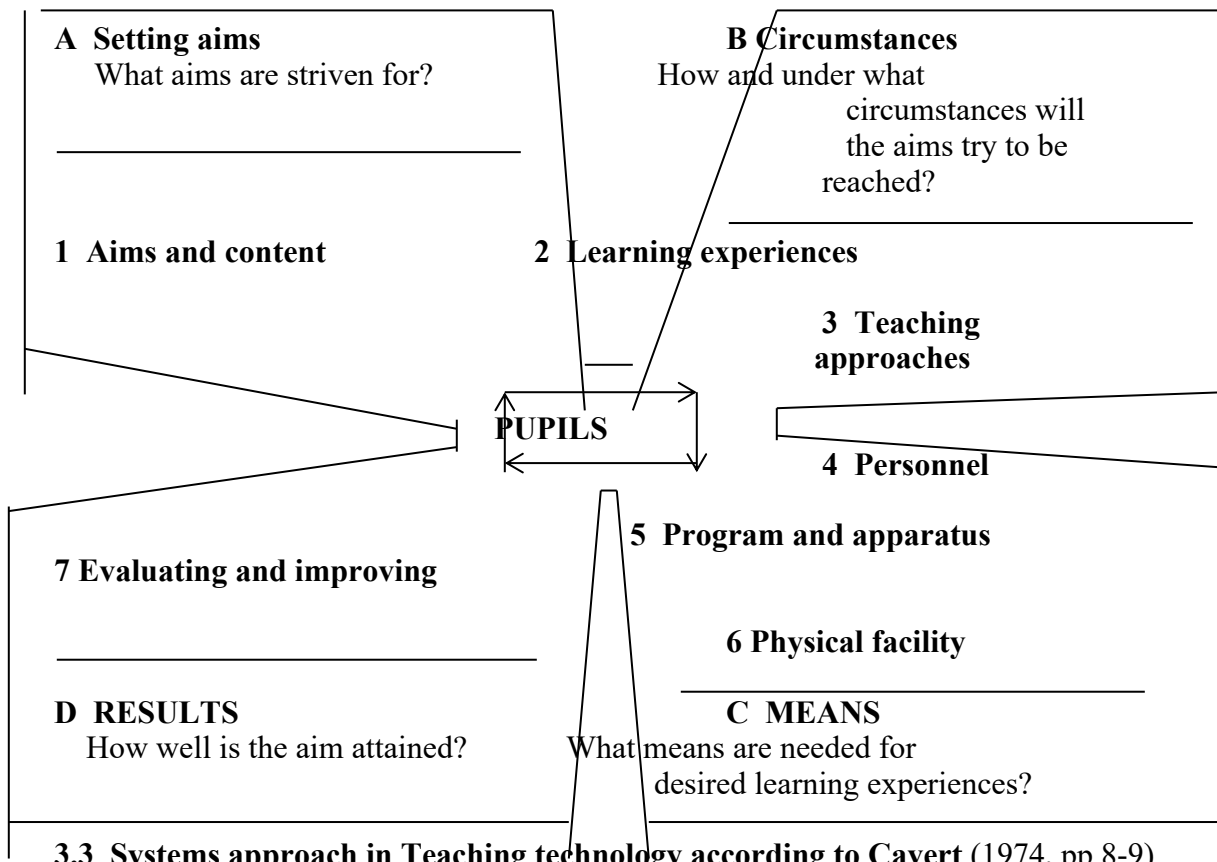 A Setting aims
What aims are striven for?
B Circumstances
How and under what
circumstances will
the aims try to be
reached?
1 Aims and content
2 Learning experiences
3 Teaching
approaches
PUPILS
4 Personnel
5 Program and apparatus
7 Evaluating and improving
6 Physical facility
D RESULTS
How well is the aim attained?
C MEANS
What means are needed for
desired learning experiences?
3.3 Systems approach in Teaching technology according to Cavert (1974, pp 8-9)